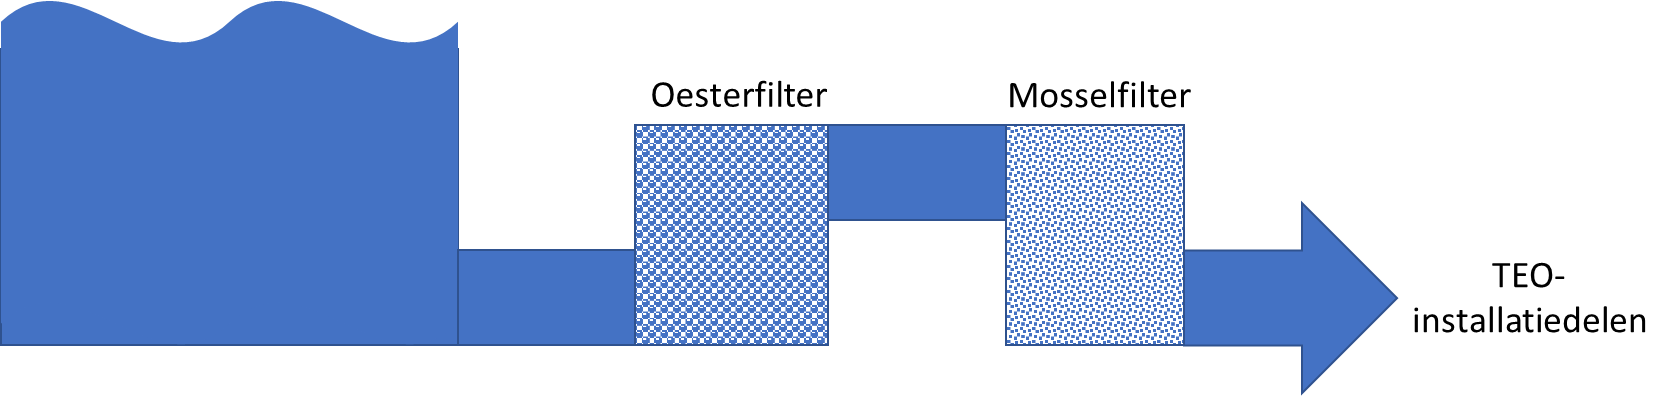 Oesterfilter
Mosselfilter
TEO-
installatiedelen